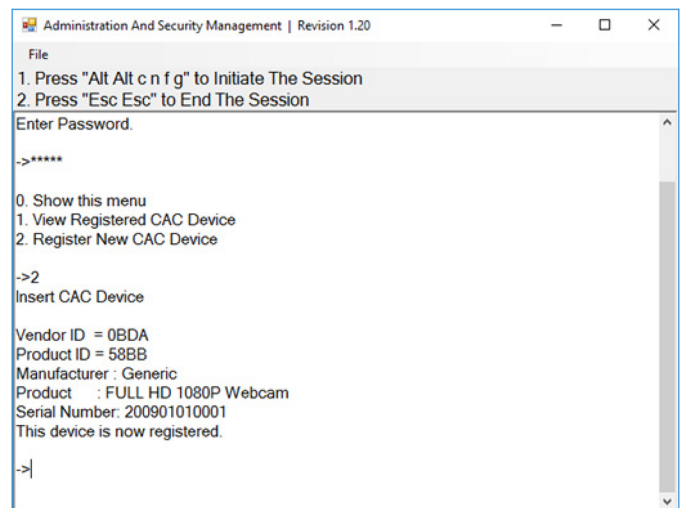 Administration And Security Management | Revision 1.20
File
1. Press "Alt Alt c n f g" to Initiate The Session
2. Press "Esc Esc" to End The Session
Enter Password.
->*****
0. Show this menu
1. View Registered CAC Device
2. Register New CAC Device
->2
Insert CAC Device
Vendor ID = 0BDA
Product ID = 58BB
Manufacturer : Generic
Product : FULL HD 1080P Webcam
Serial Number: 200901010001
This device is now registered.
->